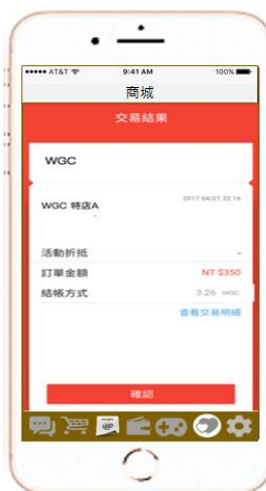 ●●●●● AT&T 9:41 AM 100%
商城
交易結果
WGC
WGC 特店A 2017 04/21 22:16
活動折抵 -
訂單金額 NT $350
結帳方式 3.26 WGC
查看交易明細
確認